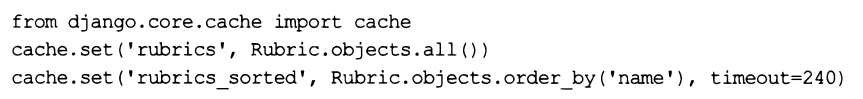 from django.core.cache import cache
cache.set('rubrics', Rubric.objects.all())
cache.set('rubrics_sorted', Rubric.objects.order_by('name'), timeout=240)